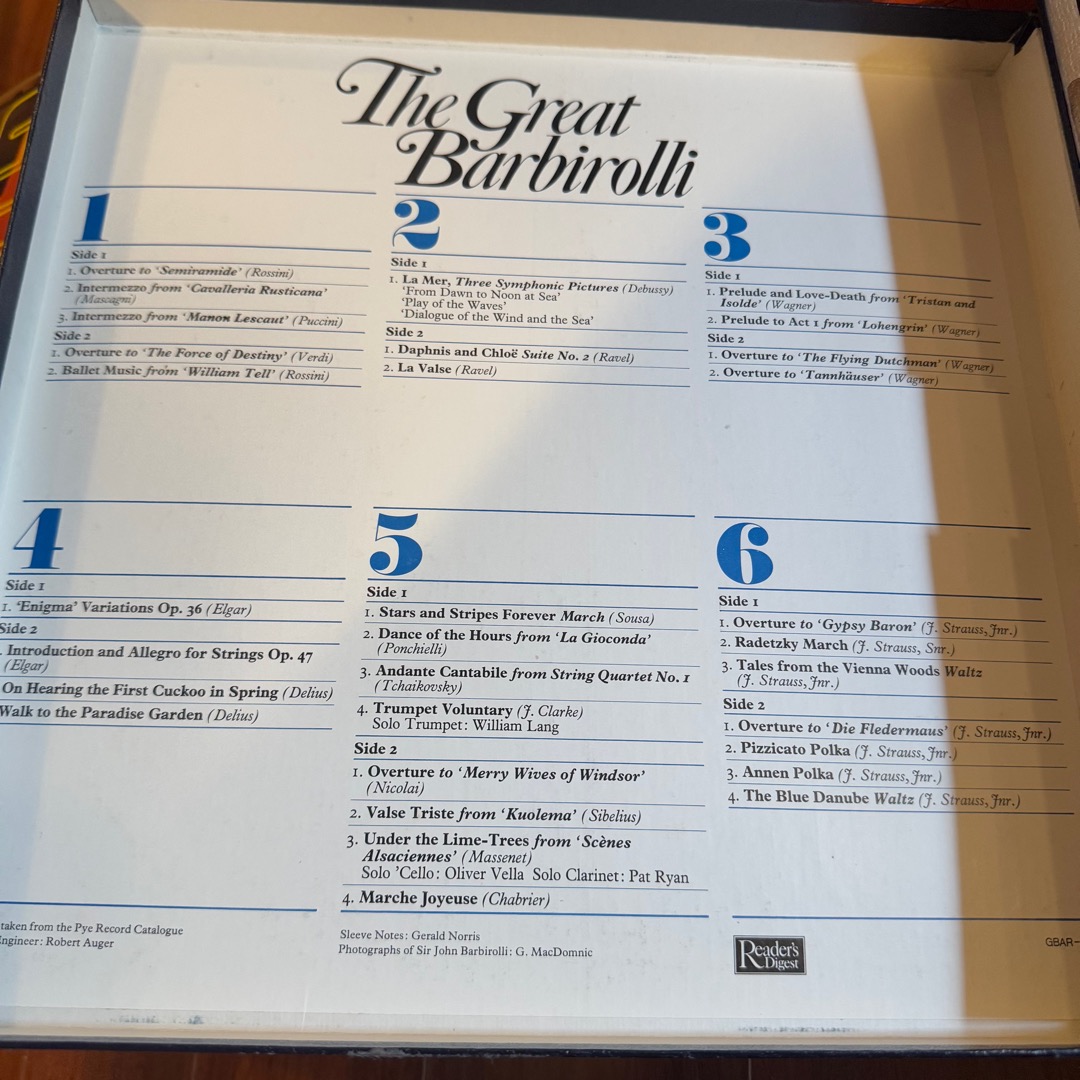 The Great
Barbirolli
1
Side 1
1. Overture to ‘Semiramide’ (Rossini)
2. Intermezzo from ‘Cavalleria Rusticana’
(Mascagni)
3. Intermezzo from ‘Manon Lescaut’ (Puccini)
Side 2
1. Overture to ‘The Force of Destiny’ (Verdi)
2. Ballet Music from ‘William Tell’ (Rossini)
2
Side 1
1. La Mer, Three Symphonic Pictures (Debussy)
‘From Dawn to Noon at Sea’
‘Play of the Waves’
‘Dialogue of the Wind and the Sea’
Side 2
1. Daphnis and Chloë Suite No. 2 (Ravel)
2. La Valse (Ravel)
3
Side 1
1. Prelude and Love-Death from ‘Tristan and
Isolde’ (Wagner)
2. Prelude to Act 1 from ‘Lohengrin’ (Wagner)
Side 2
1. Overture to ‘The Flying Dutchman’ (Wagner)
2. Overture to ‘Tannhäuser’ (Wagner)
4
Side 1
1. ‘Enigma’ Variations Op. 36 (Elgar)
Side 2
. Introduction and Allegro for Strings Op. 47
(Elgar)
On Hearing the First Cuckoo in Spring (Delius)
Walk to the Paradise Garden (Delius)
5
Side 1
1. Stars and Stripes Forever March (Sousa)
2. Dance of the Hours from ‘La Gioconda’
(Ponchielli)
3. Andante Cantabile from String Quartet No. 1
(Tchaikovsky)
4. Trumpet Voluntary (J. Clarke)
Solo Trumpet: William Lang
Side 2
1. Overture to ‘Merry Wives of Windsor’
(Nicolai)
2. Valse Triste from ‘Kuolema’ (Sibelius)
3. Under the Lime-Trees from ‘Scènes
Alsaciennes’ (Massenet)
Solo ’Cello: Oliver Vella Solo Clarinet: Pat Ryan
4. Marche Joyeuse (Chabrier)
6
Side 1
1. Overture to ‘Gypsy Baron’ (J. Strauss, Jnr.)
2. Radetzky March (J. Strauss, Snr.)
3. Tales from the Vienna Woods Waltz
(J. Strauss, Jnr.)
Side 2
1. Overture to ‘Die Fledermaus’ (J. Strauss, Jnr.)
2. Pizzicato Polka (J. Strauss, Jnr.)
3. Annen Polka (J. Strauss, Jnr.)
4. The Blue Danube Waltz (J. Strauss, Jnr.)
taken from the Pye Record Catalogue
Engineer: Robert Auger
Sleeve Notes: Gerald Norris
Photographs of Sir John Barbirolli: G. MacDomnic
Reader's
Digest
GBAR-